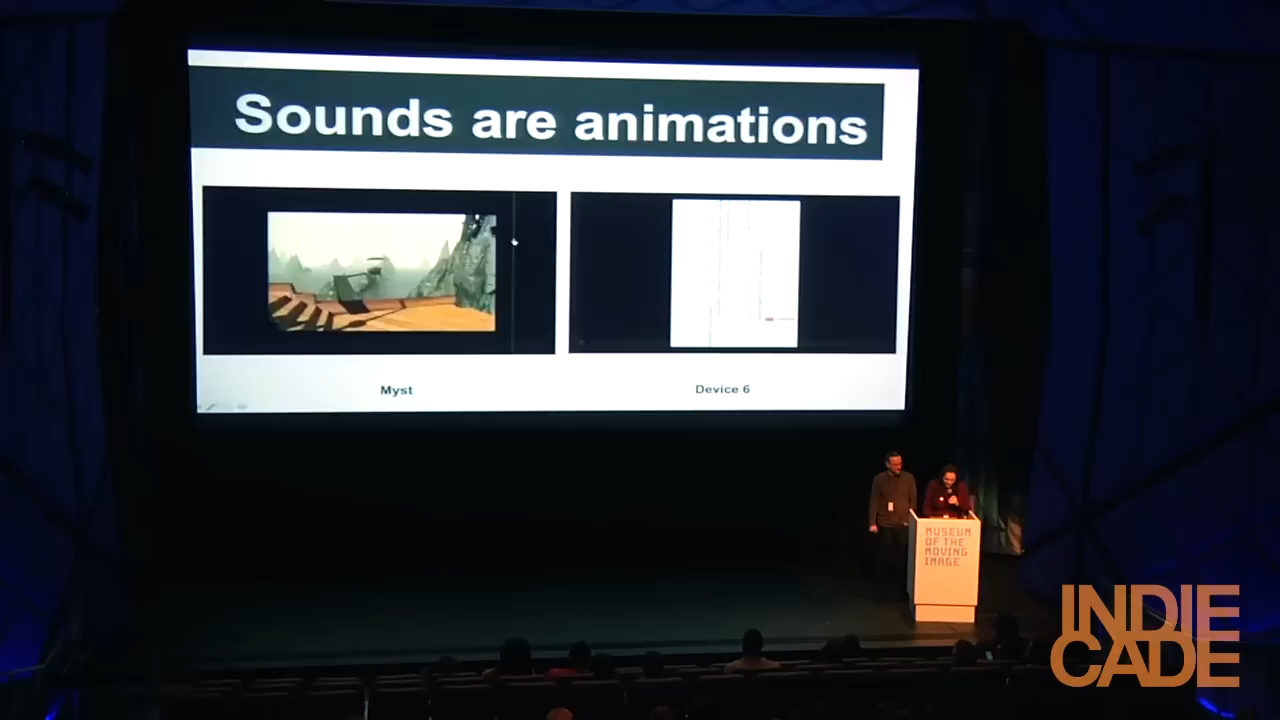 Sounds are animations
Myst
Device 6
MUSEUM
OF THE
MOVING
IMAGE
INDIE
CADE